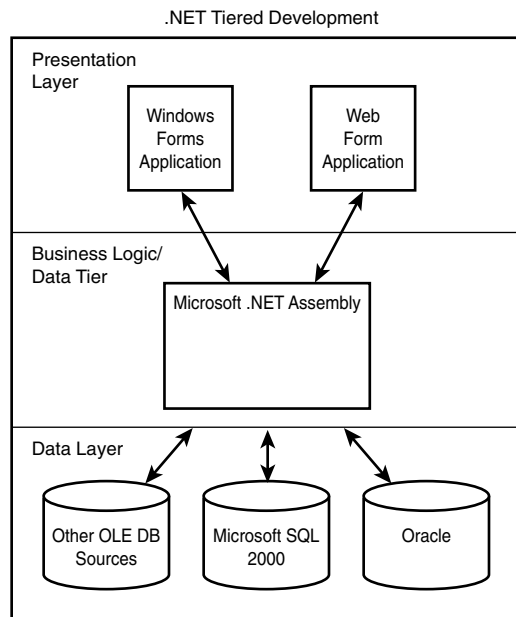 .NET Tiered Development
Presentation
Layer
Windows
Forms
Application
Web
Form
Application
Business Logic/
Data Tier
Microsoft .NET Assembly
Data Layer
Other OLE DB
Sources
Microsoft SQL
2000
Oracle